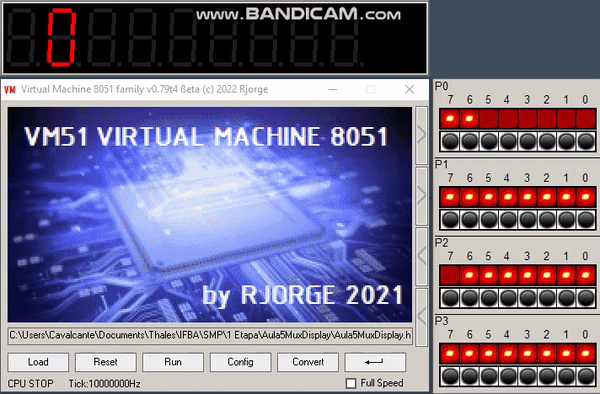 www.BANDICAM.com
0
Virtual Machine 8051 family v0.79t4 ßeta (c) 2022 Rjorge
VM
VM51 VIRTUAL MACHINE 8051
by RJORGE 2021
C:\Users\Cavalcante\Documents\Thales\IFBA\SMP\1 Etapa\Aula5MuxDisplay\Aula5MuxDisplay.h
Load Reset Run Config Convert
CPU STOP Tick:10000000Hz Full Speed
P0
7 6 5 4 3 2 1 0
P1
7 6 5 4 3 2 1 0
P2
7 6 5 4 3 2 1 0
P3
7 6 5 4 3 2 1 0